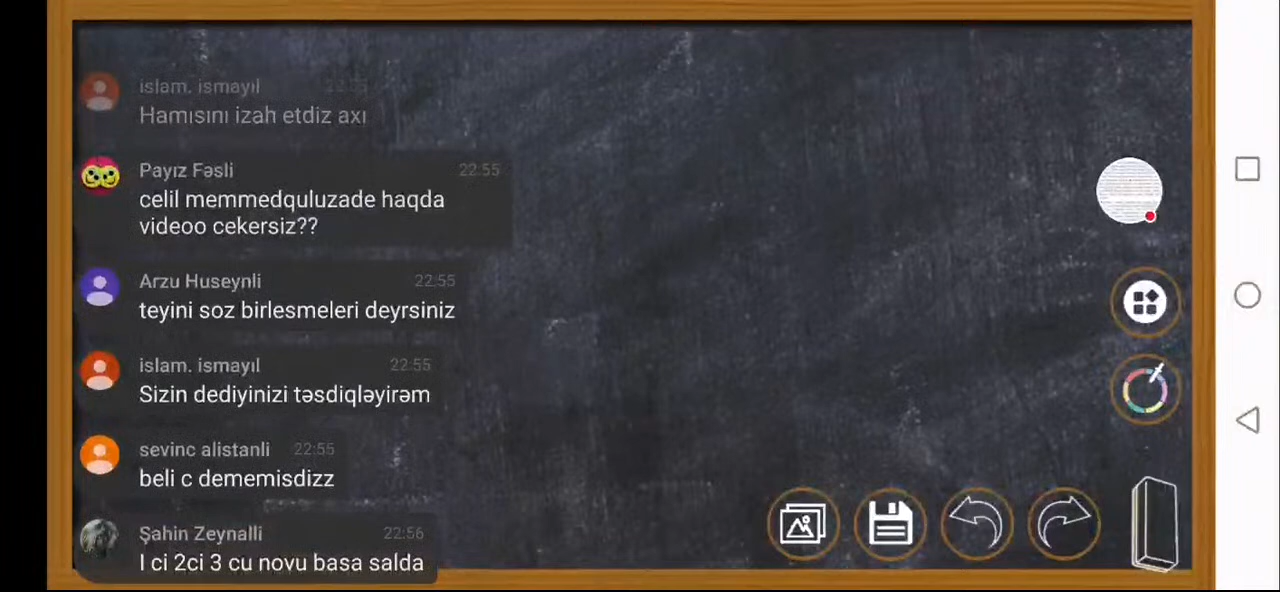 islam. ismayıl 22:55
Hamısını izah etdiz axı
Payız Fəsli 22:55
celil memmedquluzade haqda
videoo cekersiz??
Arzu Huseynli 22:55
teyini soz birlesmeleri deyrsiniz
islam. ismayıl 22:55
Sizin dediyinizi təsdiqləyirəm
sevinc alistanli 22:55
beli c dememisdizz
Şahin Zeynalli 22:56
I ci 2ci 3 cu novu basa salda